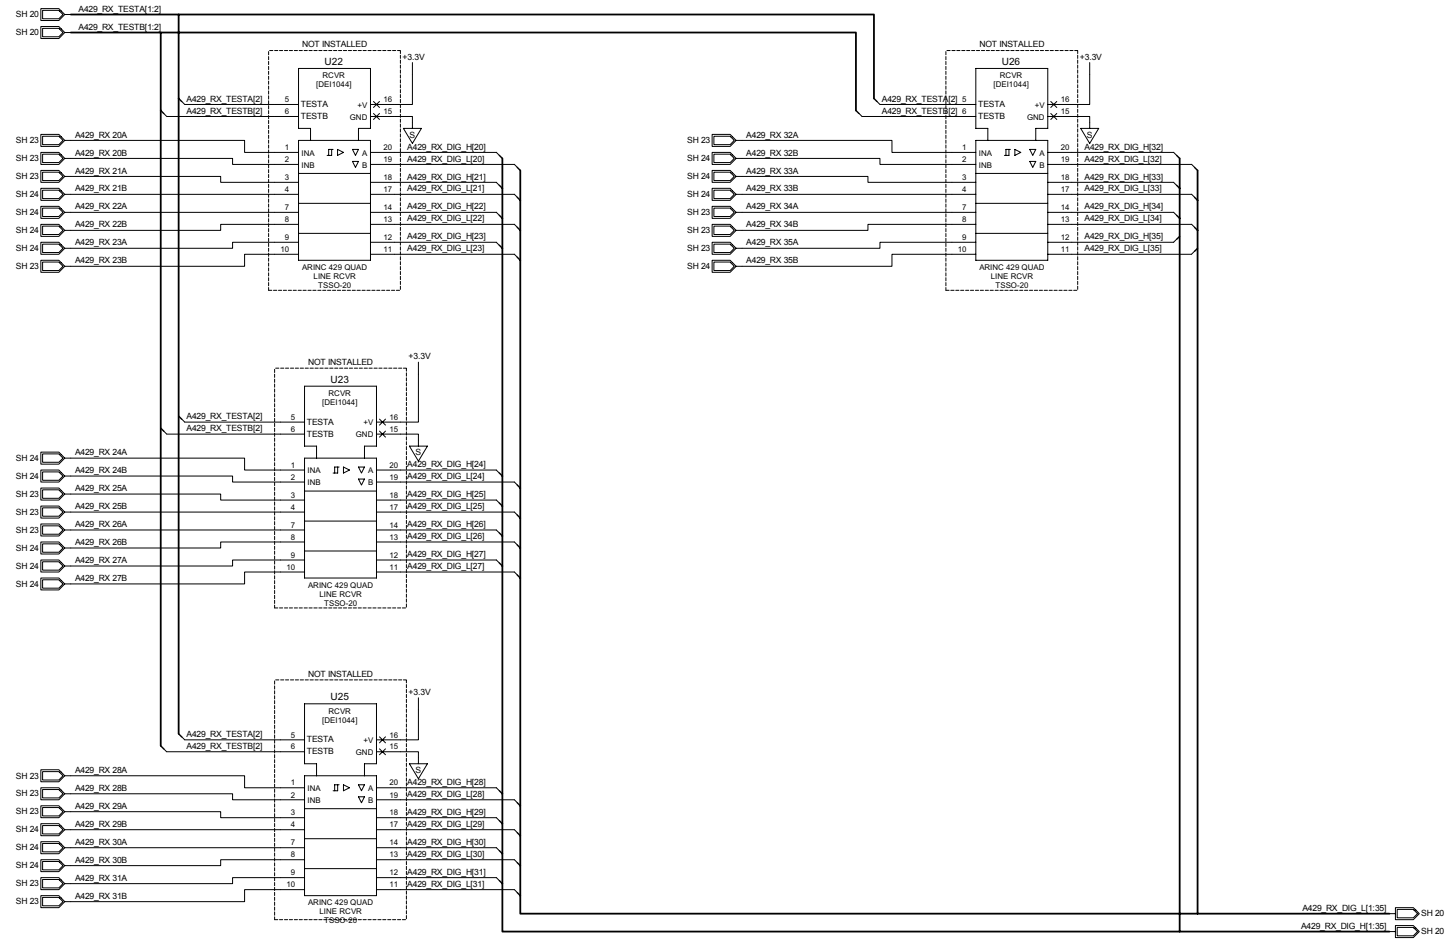 SH 20 A429_RX_TESTA[1:2]
SH 20 A429_RX_TESTB[1:2]
NOT INSTALLED
U22
+3.3V
RCVR
[DEI1044]
A429_RX_TESTA[2] 5 TESTA +V 16
A429_RX_TESTB[2] 6 TESTB GND 15
S
SH 23 A429_RX 20A
SH 23 A429_RX 20B
SH 23 A429_RX 21A
SH 24 A429_RX 21B
SH 24 A429_RX 22A
SH 24 A429_RX 22B
SH 24 A429_RX 23A
SH 23 A429_RX 23B
1 INA A 20 A429_RX_DIG_H[20]
2 INB B 19 A429_RX_DIG_L[20]
3 18 A429_RX_DIG_H[21]
4 17 A429_RX_DIG_L[21]
7 14 A429_RX_DIG_H[22]
8 13 A429_RX_DIG_L[22]
9 12 A429_RX_DIG_H[23]
10 11 A429_RX_DIG_L[23]
ARINC 429 QUAD
LINE RCVR
TSSO-20
NOT INSTALLED
U26
+3.3V
RCVR
[DEI1044]
A429_RX_TESTA[2] 5 TESTA +V 16
A429_RX_TESTB[2] 6 TESTB GND 15
S
SH 23 A429_RX 32A
SH 24 A429_RX 32B
SH 24 A429_RX 33A
SH 24 A429_RX 33B
SH 23 A429_RX 34A
SH 23 A429_RX 34B
SH 23 A429_RX 35A
SH 24 A429_RX 35B
1 INA A 20 A429_RX_DIG_H[32]
2 INB B 19 A429_RX_DIG_L[32]
3 18 A429_RX_DIG_H[33]
4 17 A429_RX_DIG_L[33]
7 14 A429_RX_DIG_H[34]
8 13 A429_RX_DIG_L[34]
9 12 A429_RX_DIG_H[35]
10 11 A429_RX_DIG_L[35]
ARINC 429 QUAD
LINE RCVR
TSSO-20
NOT INSTALLED
U23
+3.3V
RCVR
[DEI1044]
A429_RX_TESTA[2] 5 TESTA +V 16
A429_RX_TESTB[2] 6 TESTB GND 15
S
SH 24 A429_RX 24A
SH 24 A429_RX 24B
SH 23 A429_RX 25A
SH 23 A429_RX 25B
SH 23 A429_RX 26A
SH 24 A429_RX 26B
SH 24 A429_RX 27A
SH 24 A429_RX 27B
1 INA A 20 A429_RX_DIG_H[24]
2 INB B 19 A429_RX_DIG_L[24]
3 18 A429_RX_DIG_H[25]
4 17 A429_RX_DIG_L[25]
7 14 A429_RX_DIG_H[26]
8 13 A429_RX_DIG_L[26]
9 12 A429_RX_DIG_H[27]
10 11 A429_RX_DIG_L[27]
ARINC 429 QUAD
LINE RCVR
TSSO-20
NOT INSTALLED
U25
+3.3V
RCVR
[DEI1044]
A429_RX_TESTA[2] 5 TESTA +V 16
A429_RX_TESTB[2] 6 TESTB GND 15
S
SH 23 A429_RX 28A
SH 23 A429_RX 28B
SH 23 A429_RX 29A
SH 24 A429_RX 29B
SH 24 A429_RX 30A
SH 24 A429_RX 30B
SH 23 A429_RX 31A
SH 23 A429_RX 31B
1 INA A 20 A429_RX_DIG_H[28]
2 INB B 19 A429_RX_DIG_L[28]
3 18 A429_RX_DIG_H[29]
4 17 A429_RX_DIG_L[29]
7 14 A429_RX_DIG_H[30]
8 13 A429_RX_DIG_L[30]
9 12 A429_RX_DIG_H[31]
10 11 A429_RX_DIG_L[31]
ARINC 429 QUAD
LINE RCVR
TSSO-20
A429_RX_DIG_L[1:35] SH 20
A429_RX_DIG_H[1:35] SH 20